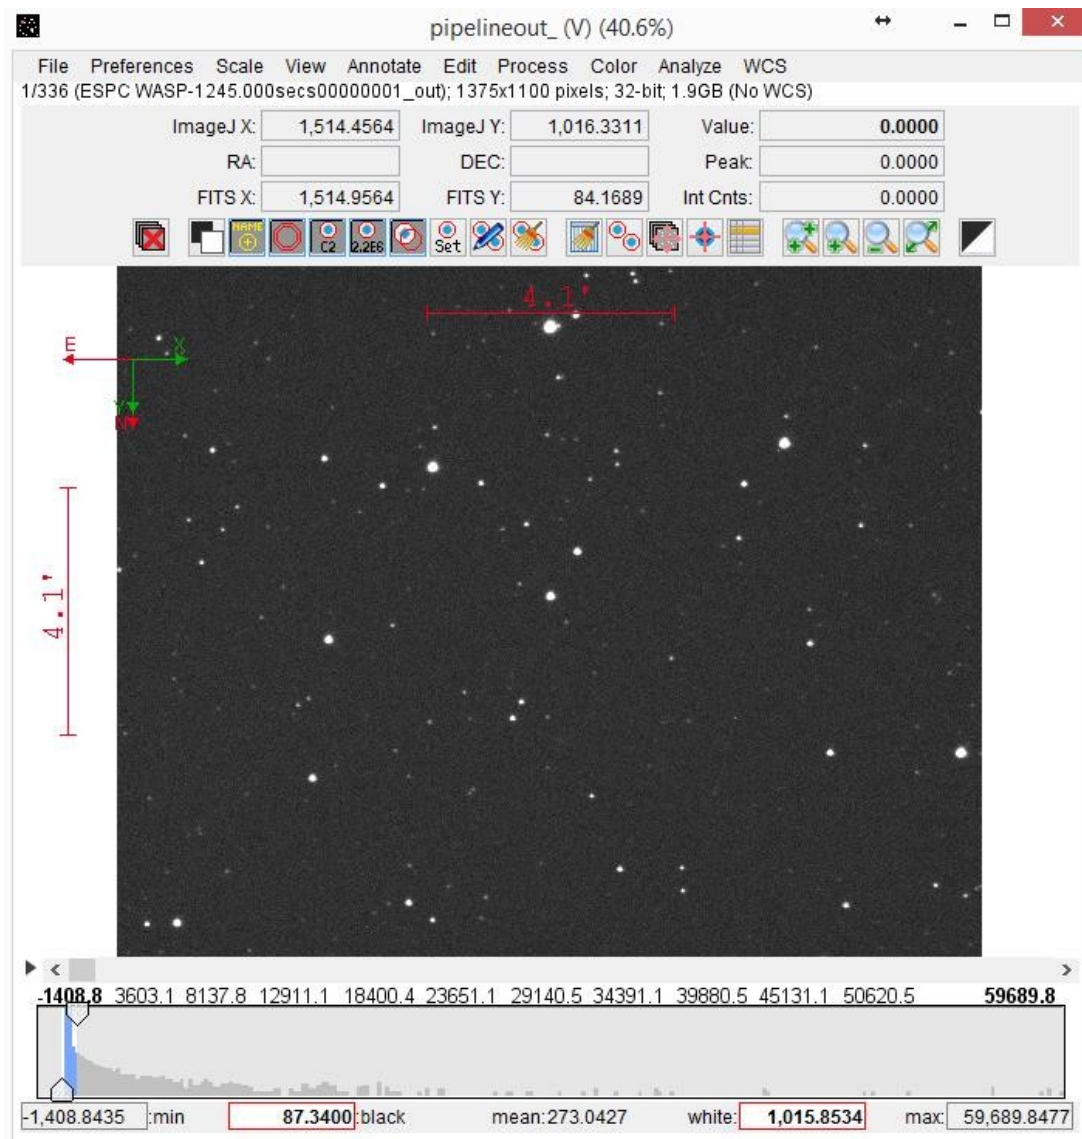 pipelineout_ (V) (40.6%)
File Preferences Scale View Annotate Edit Process Color Analyze WCS
1/336 (ESPC WASP-1245.000secs00000001_out); 1375x1100 pixels; 32-bit; 1.9GB (No WCS)
ImageJ X: 1,514.4564 ImageJ Y: 1,016.3311 Value: 0.0000
RA: DEC: Peak: 0.0000
FITS X: 1,514.9564 FITS Y: 84.1689 Int Cnts: 0.0000
NAME C2 2.2E6 Set
4.1'
E X
Y N
4.1'
-1408.8 3603.1 8137.8 12911.1 18400.4 23651.1 29140.5 34391.1 39880.5 45131.1 50620.5 59689.8
-1,408.8435 :min 87.3400 :black mean:273.0427 white: 1,015.8534 max: 59,689.8477